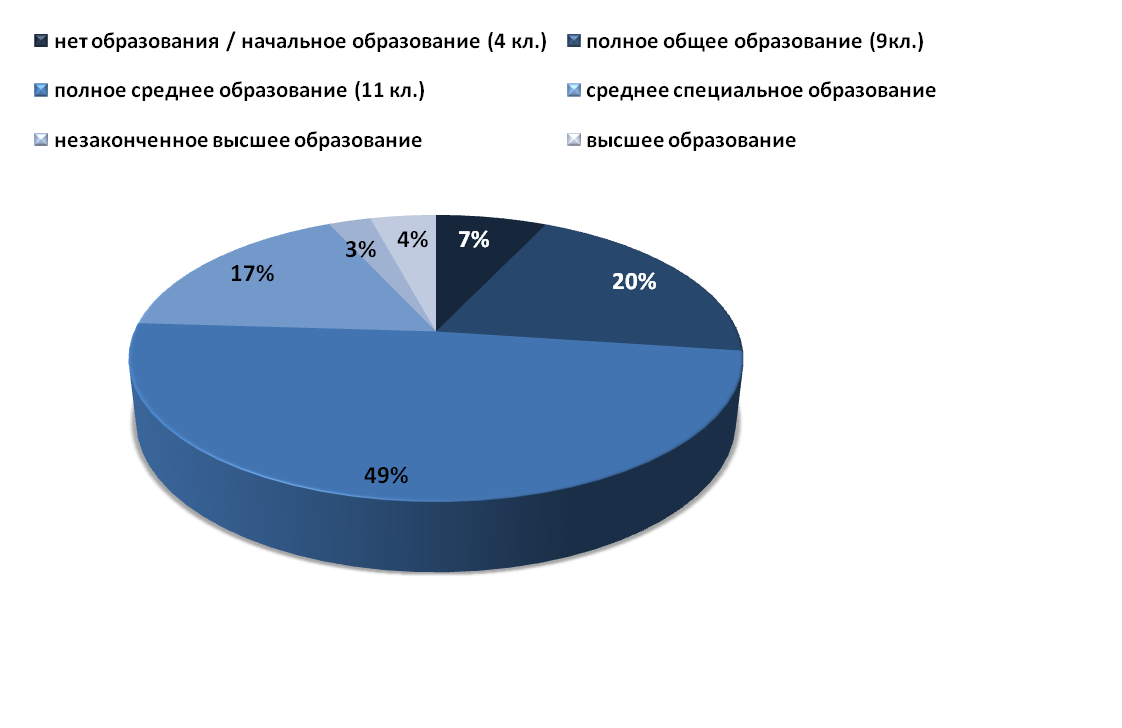 нет образования / начальное образование (4 кл.)
полное общее образование (9кл.)
полное среднее образование (11 кл.)
среднее специальное образование
незаконченное высшее образование
высшее образование
3%
4%
7%
17%
20%
49%